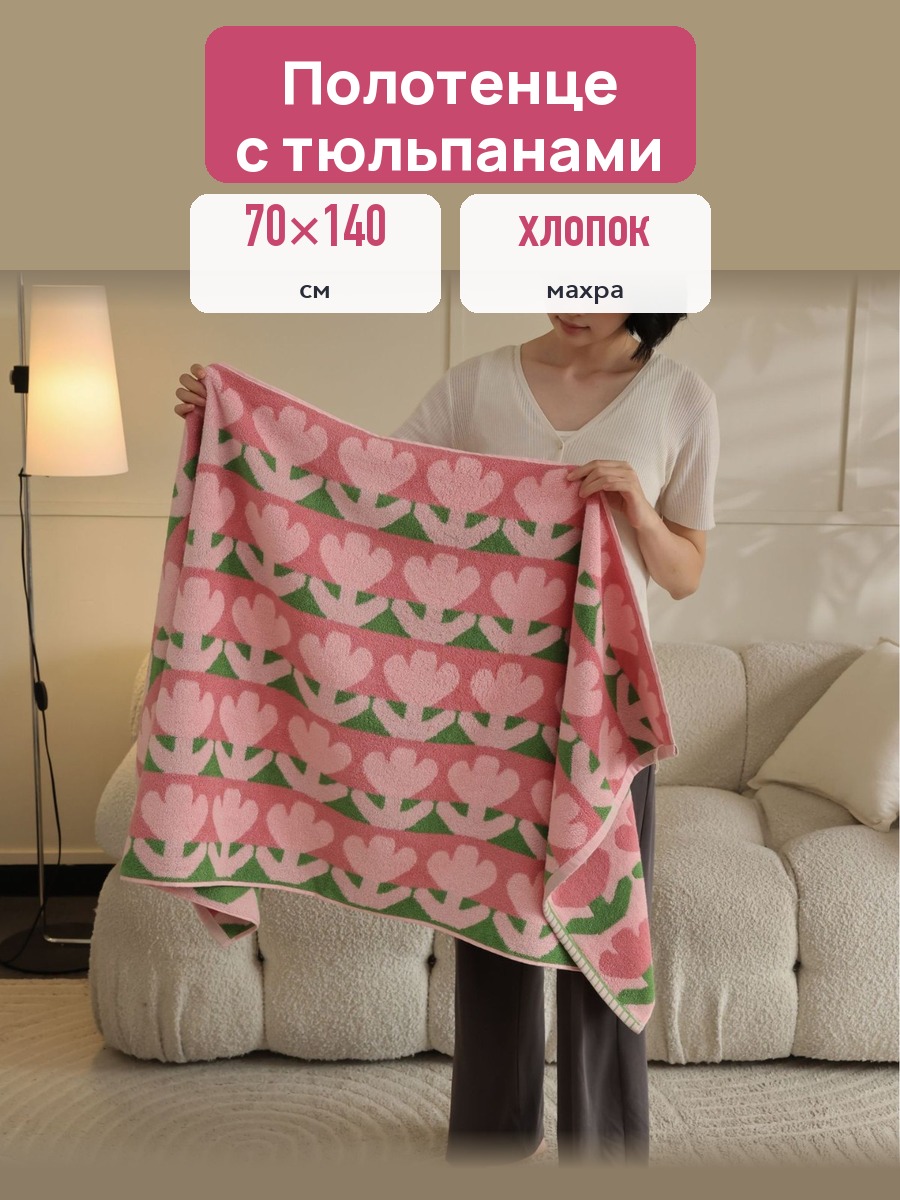 Полотенце
с тюльпанами
70×140
см
хлопок
махра